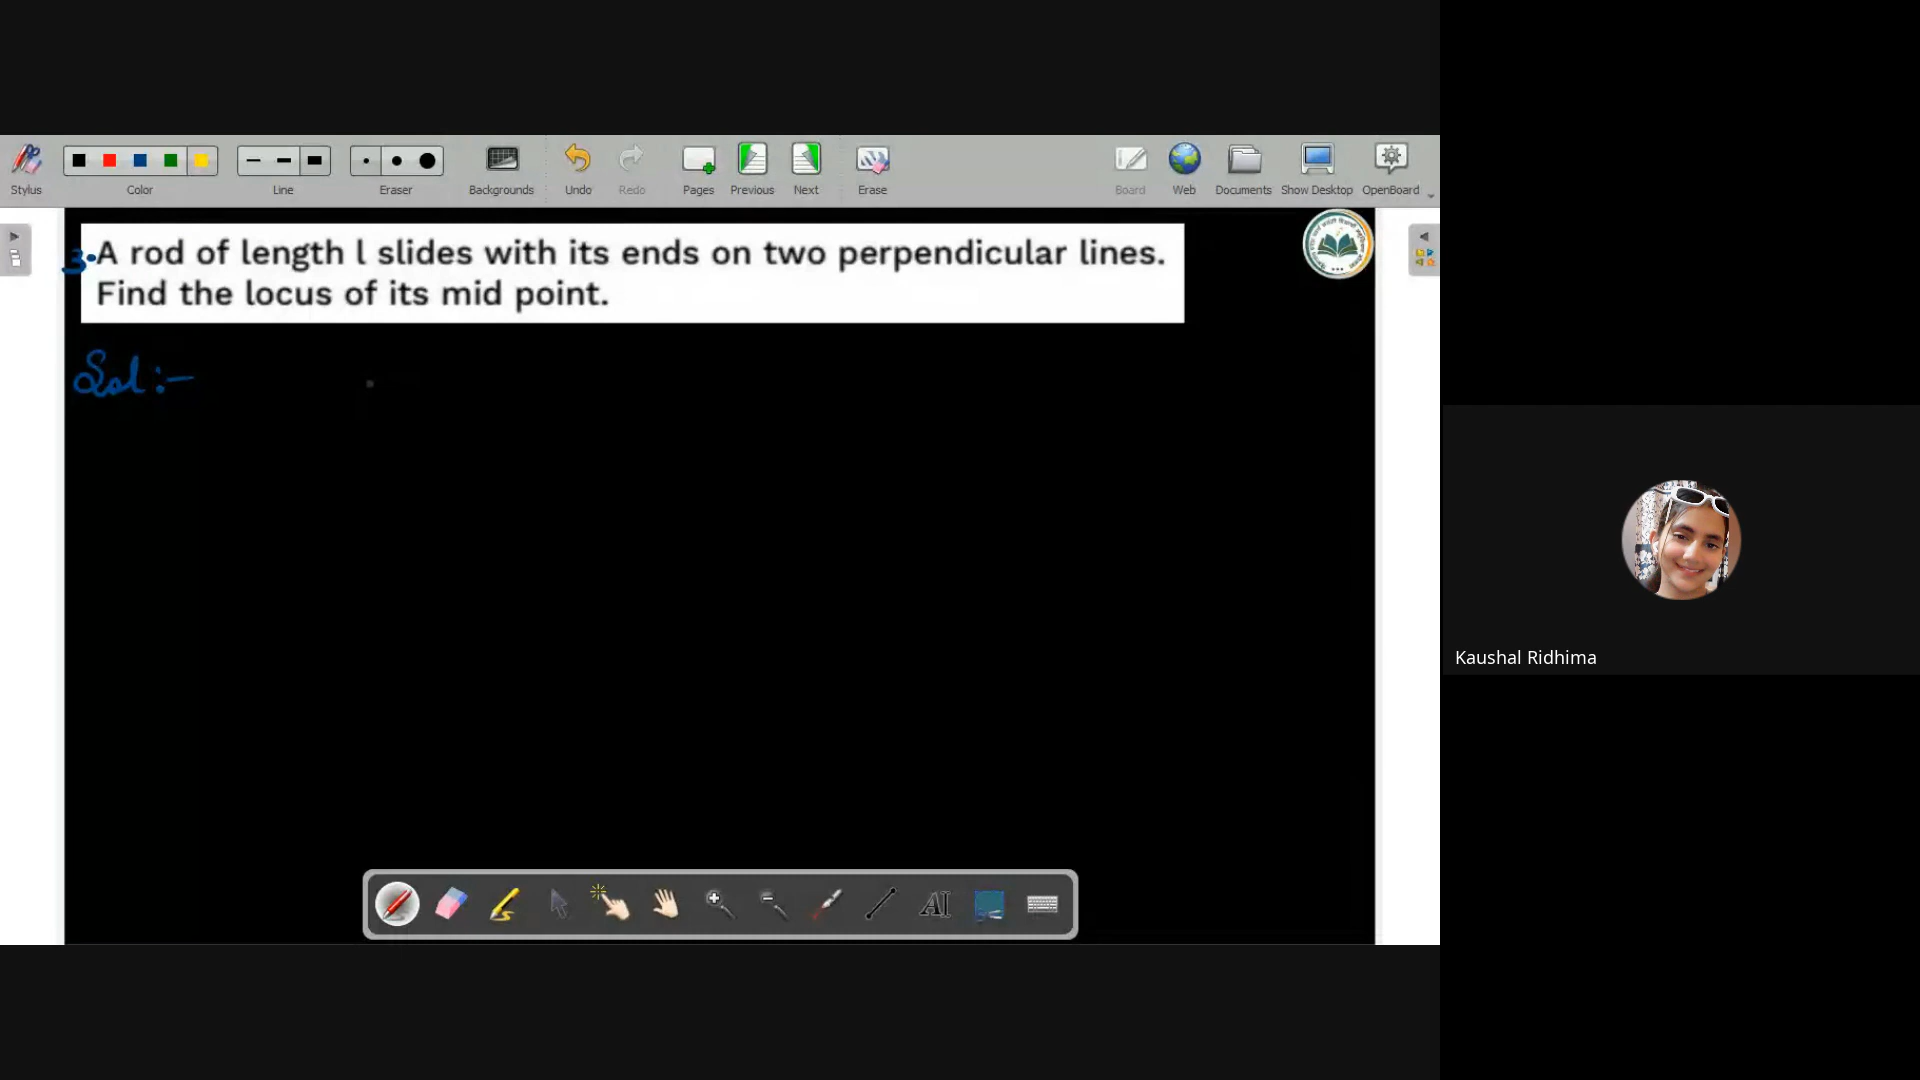 Stylus Color Line Eraser Backgrounds Undo Redo Pages Previous Next Erase Board Web Documents Show Desktop OpenBoard
3. A rod of length l slides with its ends on two perpendicular lines.
Find the locus of its mid point.
Sol :-
AI
Kaushal Ridhima